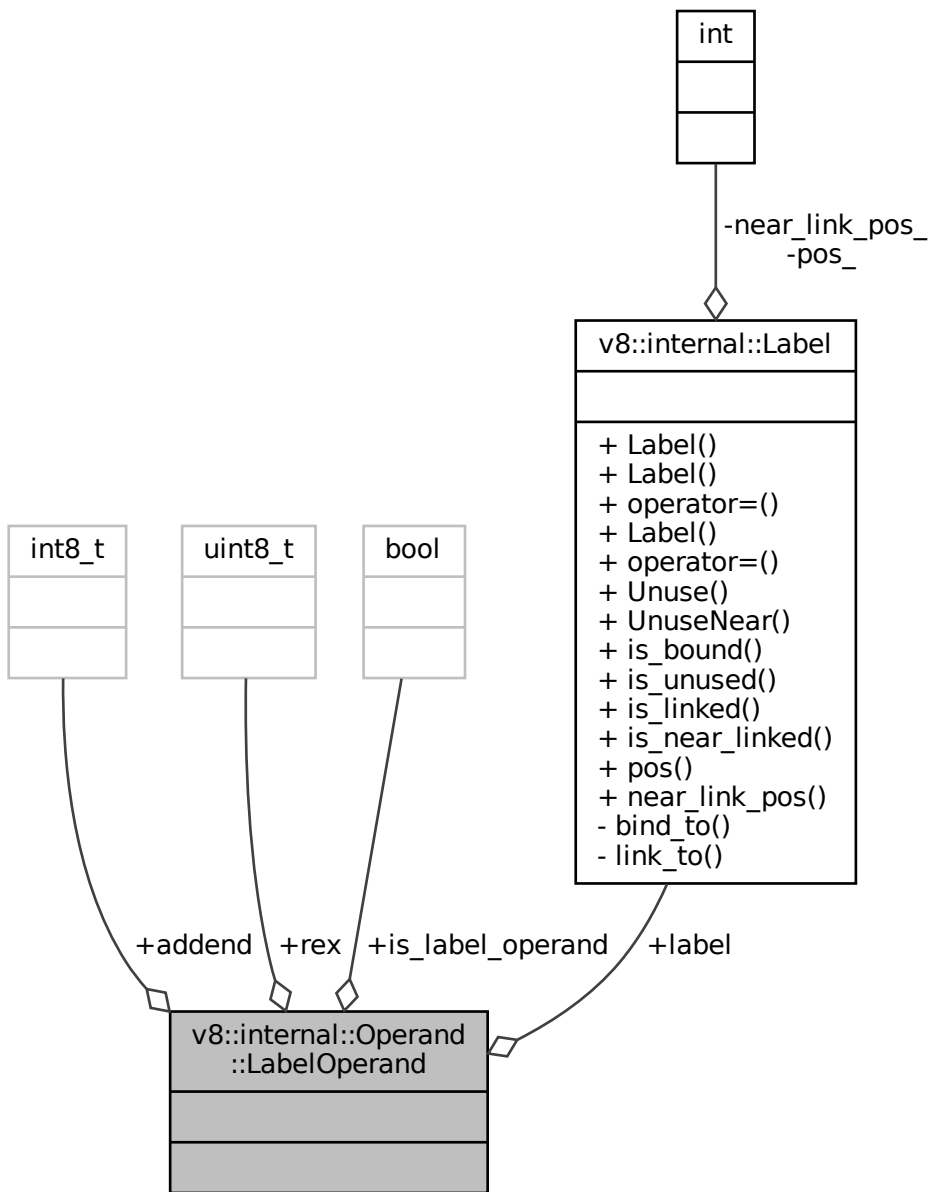 int
-near_link_pos_
-pos_
v8::internal::Label
+ Label()
+ Label()
+ operator=()
+ Label()
+ operator=()
+ Unuse()
+ UnuseNear()
+ is_bound()
+ is_unused()
+ is_linked()
+ is_near_linked()
+ pos()
+ near_link_pos()
- bind_to()
- link_to()
int8_t
uint8_t
bool
+addend
+rex
+is_label_operand
+label
v8::internal::Operand
::LabelOperand